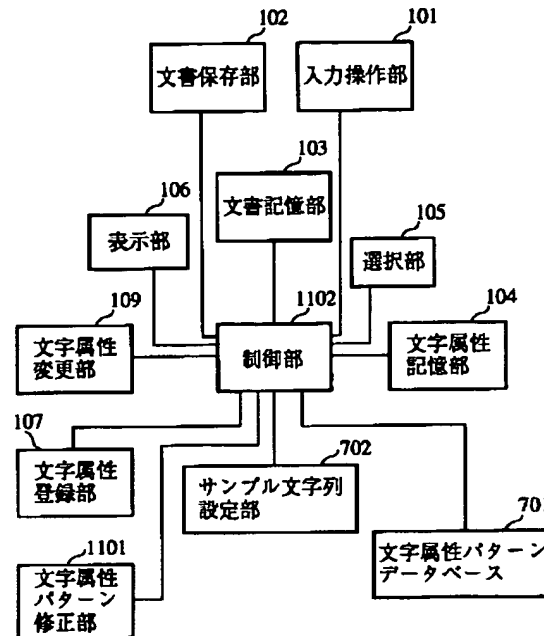 102
文書保存部
101
入力操作部
103
文書記憶部
106
表示部
105
選択部
109
文字属性
変更部
1102
制御部
104
文字属性
記憶部
107
文字属性
登録部
702
サンプル文字列
設定部
701
文字属性パターン
データベース
1101
文字属性
パターン
修正部